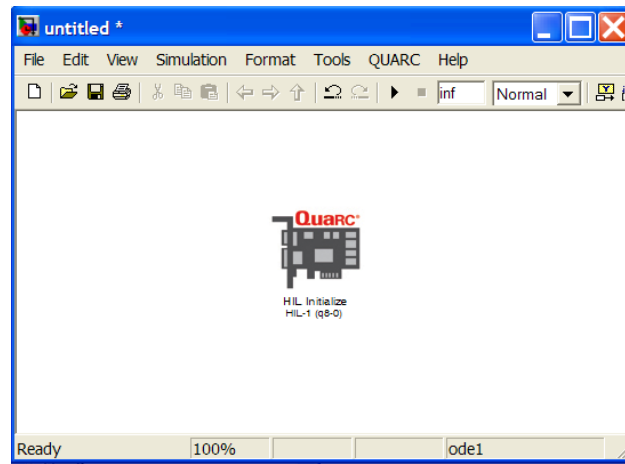 untitled *
File Edit View Simulation Format Tools QUARC Help
inf Normal
QUARC
HIL Initialize
HIL-1 (q8-0)
Ready 100% ode1